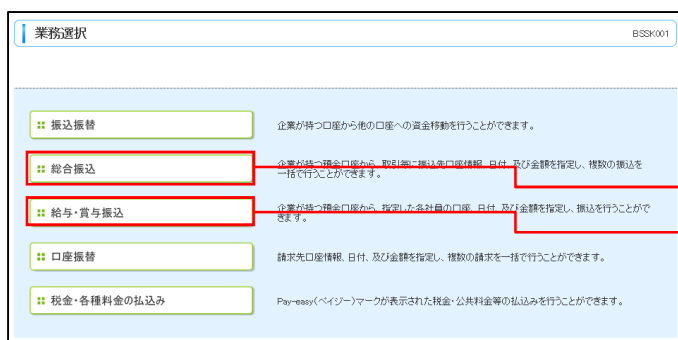 業務選択
BSSK001
振込振替
企業が持つ口座から他の口座への資金移動を行うことができます。
総合振込
企業が持つ預金口座から、取引毎に振込先口座情報、日付、及び金額を指定し、複数の振込を
一括で行うことができます。
給与・賞与振込
企業が持つ預金口座から、指定した各社員の口座、日付、及び金額を指定し、振込を行うことがで
きます。
口座振替
請求先口座情報、日付、及び金額を指定し、複数の請求を一括で行うことができます。
税金・各種料金の払込み
Pay-easy(ペイジー)マークが表示された税金・公共料金等の払込みを行うことができます。